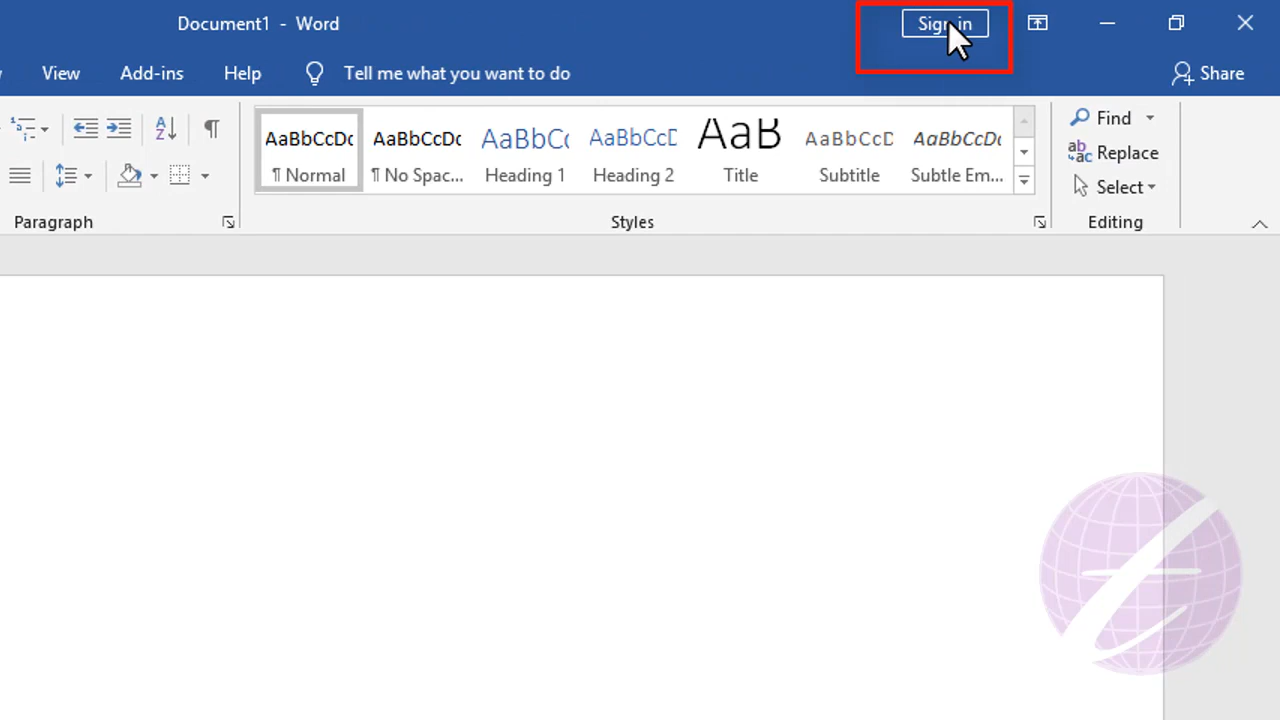 Document1 - Word
Sign in
View Add-ins Help Tell me what you want to do Share
AaBbCcDc AaBbCcDc AaBbCc AaBbCcD AaB AaBbCcD AaBbCcDc
¶ Normal ¶ No Spac... Heading 1 Heading 2 Title Subtitle Subtle Em...
Find
Replace
Select
Paragraph Styles Editing